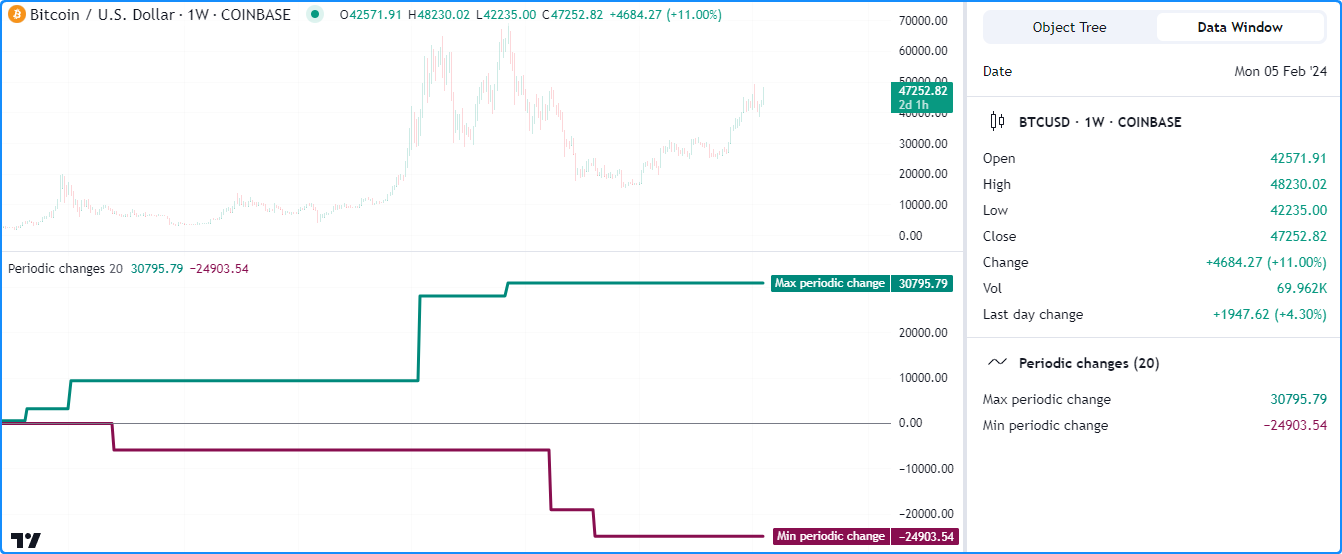 Bitcoin / U.S. Dollar · 1W · COINBASE O42571.91 H48230.02 L42235.00 C47252.82 +4684.27 (+11.00%)
70000.00
60000.00
50000.00
47252.82
2d 1h
40000.00
30000.00
20000.00
10000.00
0.00
Periodic changes 20 30795.79 −24903.54
Max periodic change 30795.79
20000.00
10000.00
0.00
−10000.00
−20000.00
Min periodic change −24903.54
Object Tree Data Window
Date Mon 05 Feb '24
BTCUSD · 1W · COINBASE
Open 42571.91
High 48230.02
Low 42235.00
Close 47252.82
Change +4684.27 (+11.00%)
Vol 69.962K
Last day change +1947.62 (+4.30%)
Periodic changes (20)
Max periodic change 30795.79
Min periodic change −24903.54